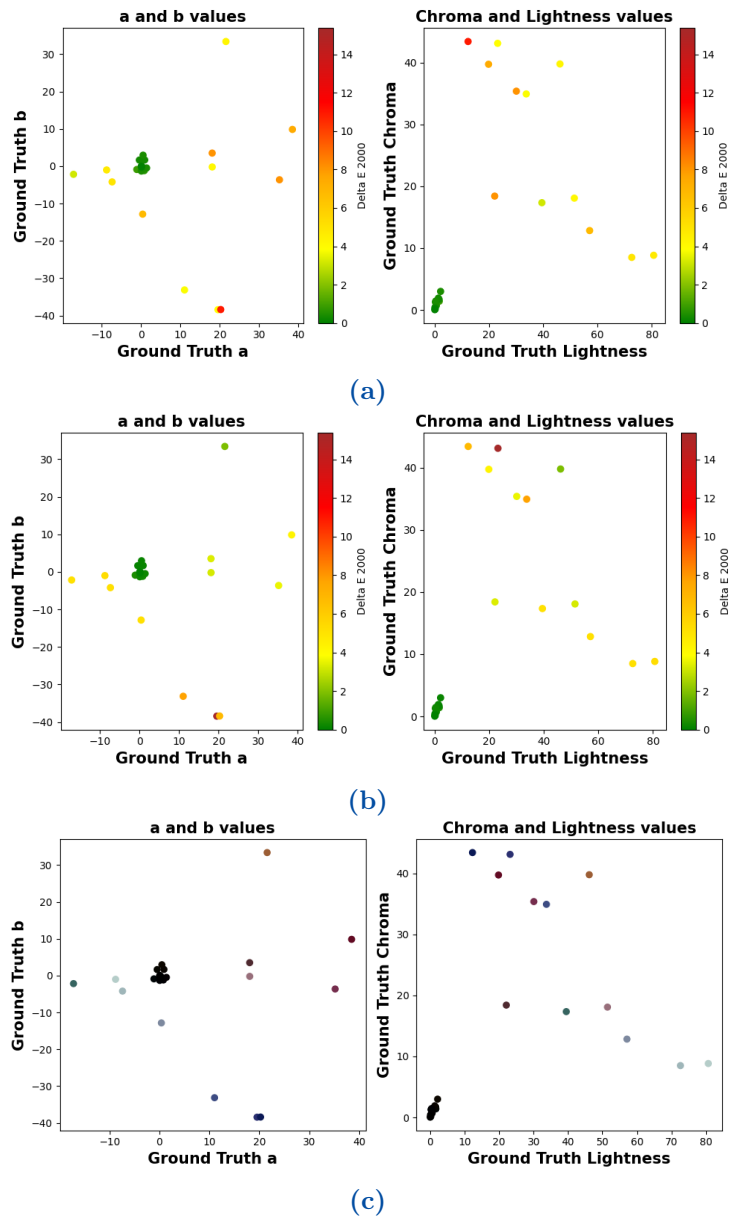 a and b values
Chroma and Lightness values
30
20
10
0
−10
−20
−30
−40
Ground Truth b
−10 0 10 20 30 40
Ground Truth a
14
12
10
8
6
4
2
0
Delta E 2000
40
30
20
10
0
Ground Truth Chroma
0 20 40 60 80
Ground Truth Lightness
14
12
10
8
6
4
2
0
Delta E 2000
(a)
a and b values
Chroma and Lightness values
30
20
10
0
−10
−20
−30
−40
Ground Truth b
−10 0 10 20 30 40
Ground Truth a
14
12
10
8
6
4
2
0
Delta E 2000
40
30
20
10
0
Ground Truth Chroma
0 20 40 60 80
Ground Truth Lightness
14
12
10
8
6
4
2
0
Delta E 2000
(b)
a and b values
Chroma and Lightness values
30
20
10
0
−10
−20
−30
−40
Ground Truth b
−10 0 10 20 30 40
Ground Truth a
40
30
20
10
0
Ground Truth Chroma
0 10 20 30 40 50 60 70 80
Ground Truth Lightness
(c)